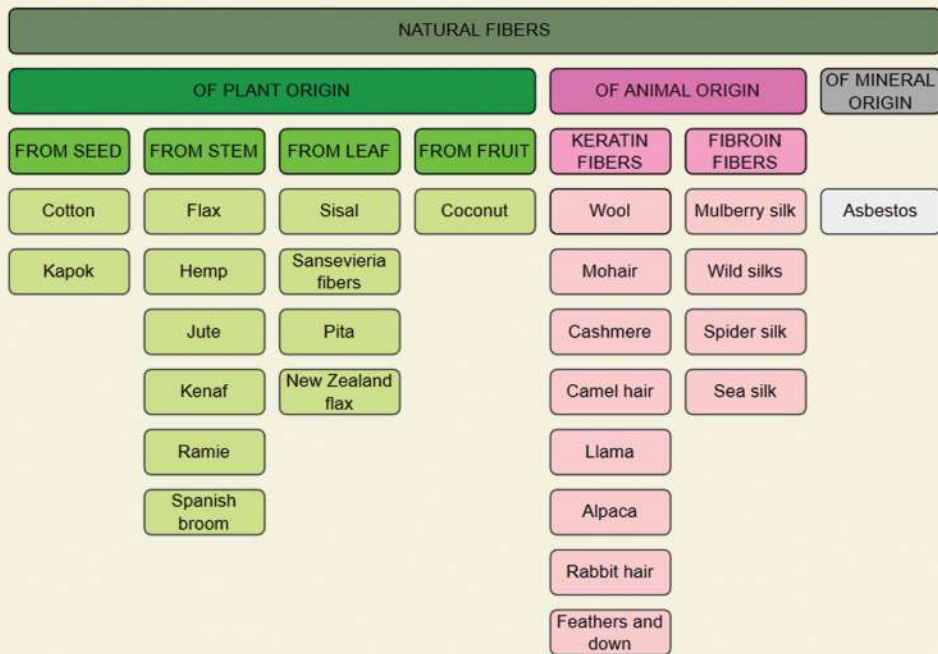 NATURAL FIBERS
OF PLANT ORIGIN
OF ANIMAL ORIGIN
OF MINERAL
ORIGIN
FROM SEED
FROM STEM
FROM LEAF
FROM FRUIT
KERATIN
FIBERS
FIBROIN
FIBERS
Cotton
Flax
Sisal
Coconut
Wool
Mulberry silk
Asbestos
Kapok
Hemp
Sansevieria
fibers
Mohair
Wild silks
Jute
Pita
Cashmere
Spider silk
Kenaf
New Zealand
flax
Camel hair
Sea silk
Ramie
Llama
Spanish
broom
Alpaca
Rabbit hair
Feathers and
down